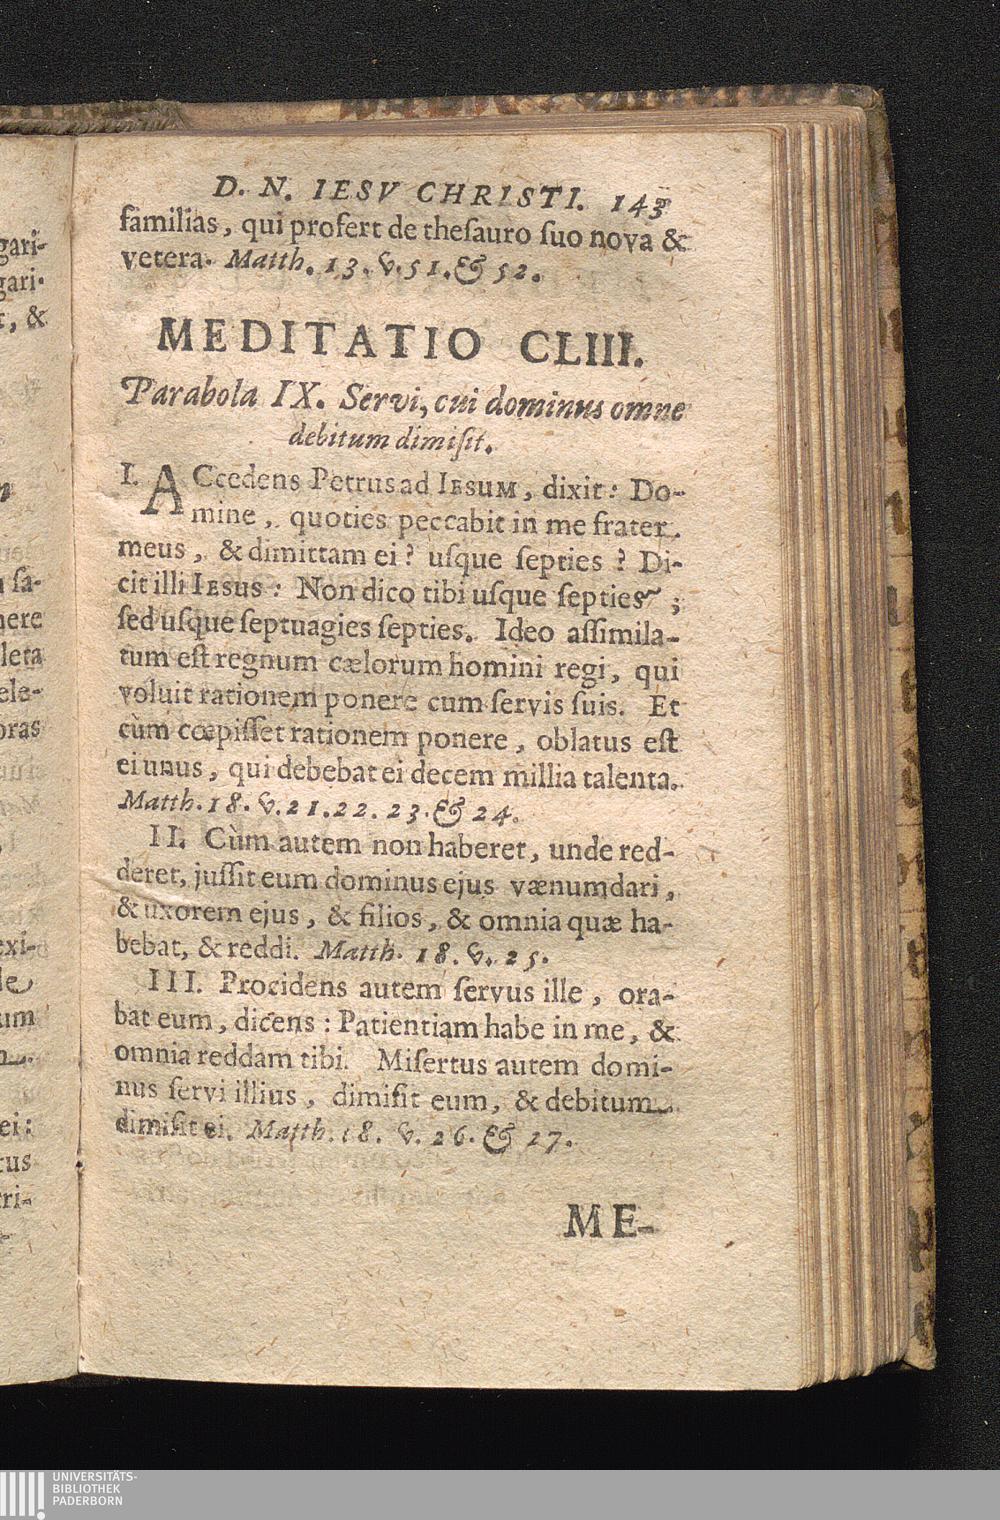 D. N. IESV CHRISTI. 143
familias, qui profert de theſauro ſuo nova &
vetera. Matth. 13. v. 51. & 52.
MEDITATIO CLIII.
Parabola IX. Servi, cui dominus omne
debitum dimiſit.
I. ACcedens Petrus ad IESUM, dixit: Do-
mine, quoties peccabit in me frater
meus, & dimittam ei? uſque ſepties? Di-
cit illi IESUS: Non dico tibi uſque ſepties;
ſed uſque ſeptuagies ſepties. Ideo aſſimila-
tum eſt regnum cælorum homini regi, qui
voluit rationem ponere cum ſervis ſuis. Et
cùm cœpiſſet rationem ponere, oblatus eſt
ei unus, qui debebat ei decem millia talenta.
Matth. 18. v. 21. 22. 23. & 24.
II. Cùm autem non haberet, unde red-
deret, juſſit eum dominus ejus vænumdari,
& uxorem ejus, & filios, & omnia quæ ha-
bebat, & reddi. Matth. 18. v. 25.
III. Procidens autem ſervus ille, ora-
bat eum, dicens: Patientiam habe in me, &
omnia reddam tibi. Miſertus autem domi-
nus ſervi illius, dimiſit eum, & debitum
dimiſit ei. Matth. 18. v. 26. & 27.
ME-
UNIVERSITÄTS-
BIBLIOTHEK
PADERBORN